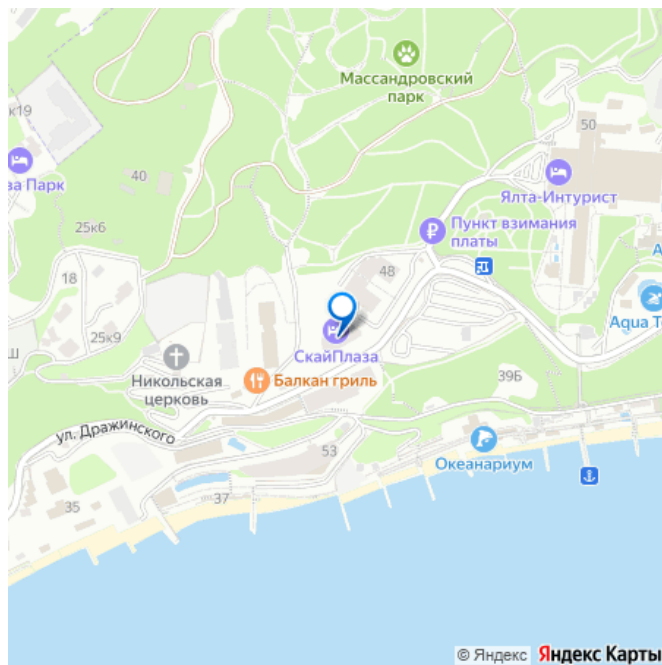 Массандровский
парк
к19
50
ва Парк
40
Ялта-Интурист
Пункт взимания
платы
25к6
48
18
25к9
СкайПлаза
Aqua T
Ш
Никольская
церковь
Балкан гриль
39Б
ул. Дражинского
53
Океанариум
37
35
© Яндекс Яндекс Карты